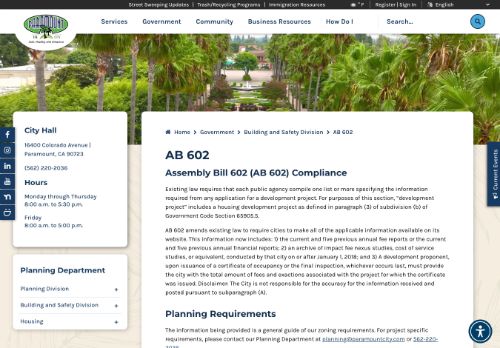 Street Sweeping Updates | Trash/Recycling Programs | Immigration Resources
° F | Register | Sign In | English
PARAMOUNT
Services Government Community Business Resources How Do I Search...
City Hall
16400 Colorado Avenue |
Paramount, CA 90723
(562) 220-2036
Hours
Monday through Thursday
8:00 a.m. to 5:30 p.m.
Friday
8:00 a.m. to 5:00 p.m.
Planning Department
Planning Division +
Building and Safety Division +
Housing +
Home > Government > Building and Safety Division > AB 602
AB 602
Assembly Bill 602 (AB 602) Compliance
Existing law requires that each public agency compile one list or more specifying the information
required from any application for a development project. For purposes of this section, "development
project" includes a housing development project as defined in paragraph (3) of subdivision (b) of
Government Code Section 65905.5.
AB 602 amends existing law to require cities to make all of the applicable information available on its
website. This information now includes: 1) the current and five previous annual fee reports or the current
and five previous annual financial reports; 2) an archive of impact fee nexus studies, cost of service
studies, or equivalent, conducted by that city on or after January 1, 2018; and 3) A development proponent,
upon issuance of a certificate of occupancy or the final inspection, whichever occurs last, must provide
the city with the total amount of fees and exactions associated with the project for which the certificate
was issued. Disclaimer: The City is not responsible for the accuracy for the information received and
posted pursuant to subparagraph (A).
Planning Requirements
The information being provided is a general guide of our zoning requirements. For project specific
requirements, please contact our Planning Department at planning@paramountcity.com or 562-220-
2036
Current Events